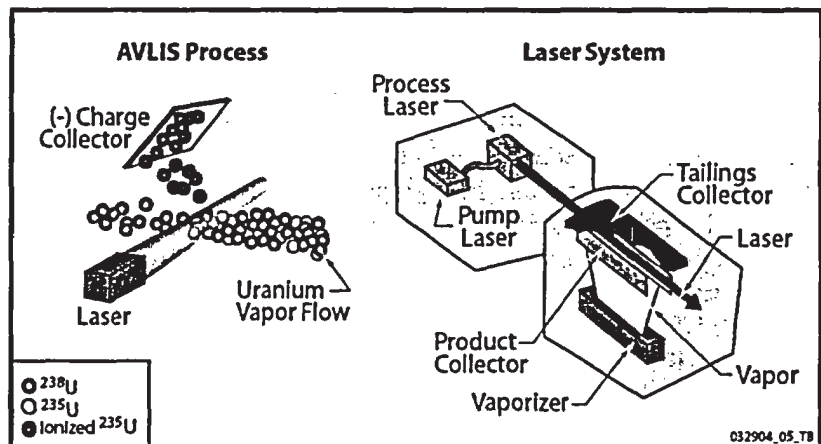 AVLIS Process
(-) Charge
Collector
Laser
Uranium
Vapor Flow
238U
235U
ionized 235U
Laser System
Process
Laser
Pump
Laser
Tailings
Collector
Laser
Product
Collector
Vaporizer
Vapor
032904_05_TB